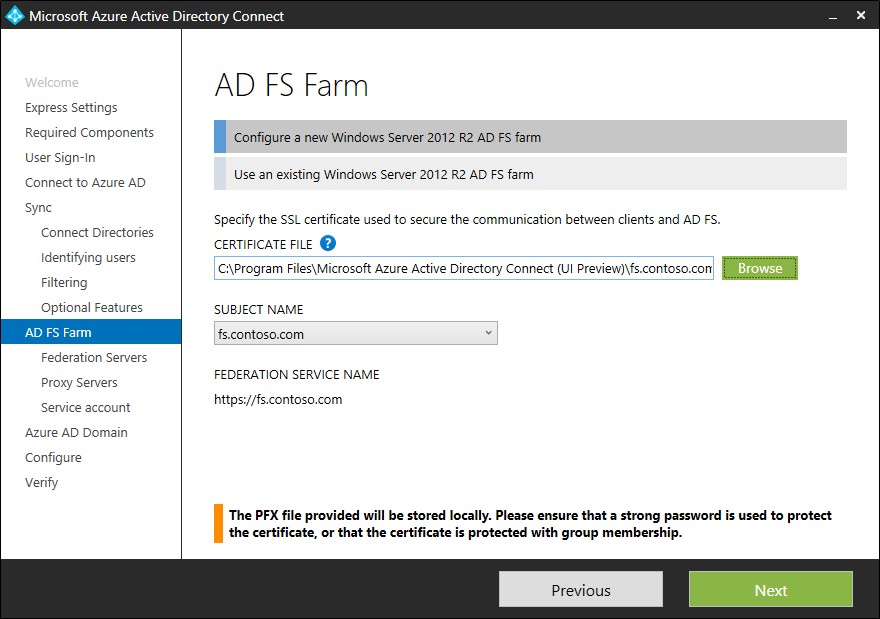 Microsoft Azure Active Directory Connect
Welcome
Express Settings
Required Components
User Sign-In
Connect to Azure AD
Sync
Connect Directories
Identifying users
Filtering
Optional Features
AD FS Farm
Federation Servers
Proxy Servers
Service account
Azure AD Domain
Configure
Verify
AD FS Farm
Configure a new Windows Server 2012 R2 AD FS farm
Use an existing Windows Server 2012 R2 AD FS farm
Specify the SSL certificate used to secure the communication between clients and AD FS.
CERTIFICATE FILE ?
C:\Program Files\Microsoft Azure Active Directory Connect (UI Preview)\fs.contoso.com
Browse
SUBJECT NAME
fs.contoso.com
FEDERATION SERVICE NAME
https://fs.contoso.com
The PFX file provided will be stored locally. Please ensure that a strong password is used to protect
the certificate, or that the certificate is protected with group membership.
Previous
Next